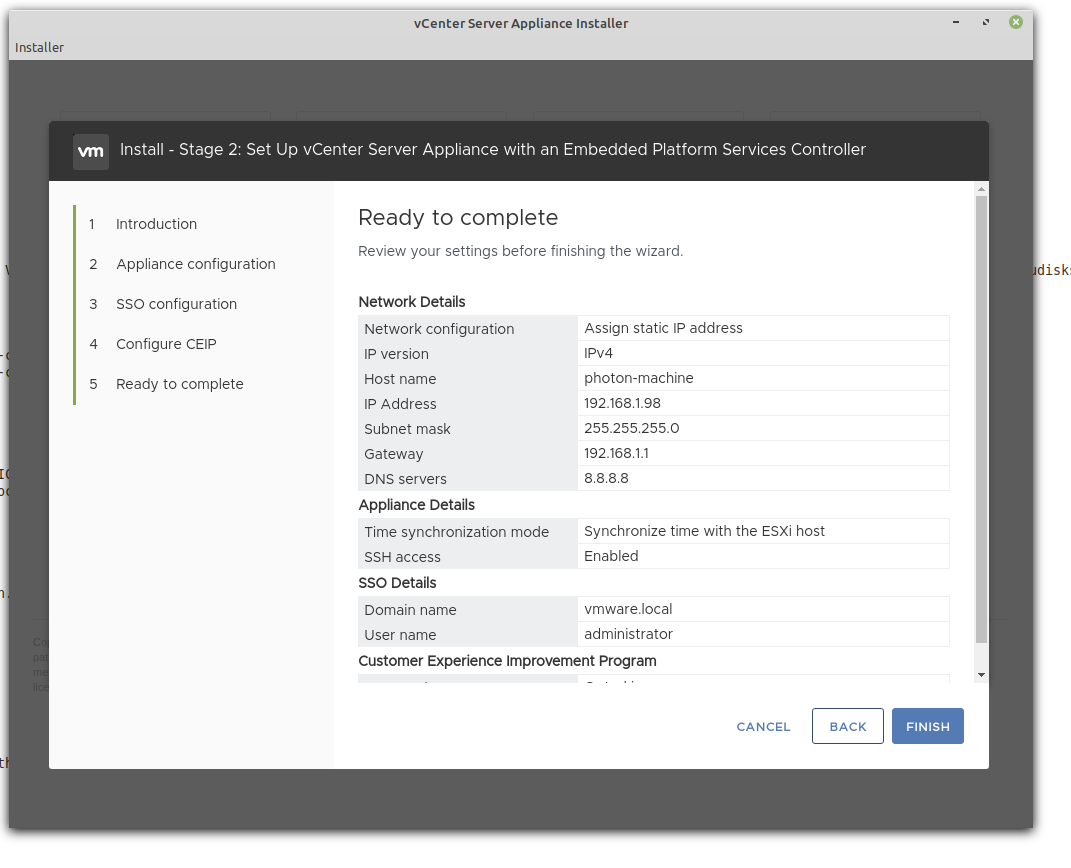 vCenter Server Appliance Installer
Installer
vm Install - Stage 2: Set Up vCenter Server Appliance with an Embedded Platform Services Controller
1 Introduction
2 Appliance configuration
3 SSO configuration
4 Configure CEIP
5 Ready to complete
Ready to complete
Review your settings before finishing the wizard.
Network Details
Network configuration Assign static IP address
IP version IPv4
Host name photon-machine
IP Address 192.168.1.98
Subnet mask 255.255.255.0
Gateway 192.168.1.1
DNS servers 8.8.8.8
Appliance Details
Time synchronization mode Synchronize time with the ESXi host
SSH access Enabled
SSO Details
Domain name vmware.local
User name administrator
Customer Experience Improvement Program
CANCEL BACK FINISH